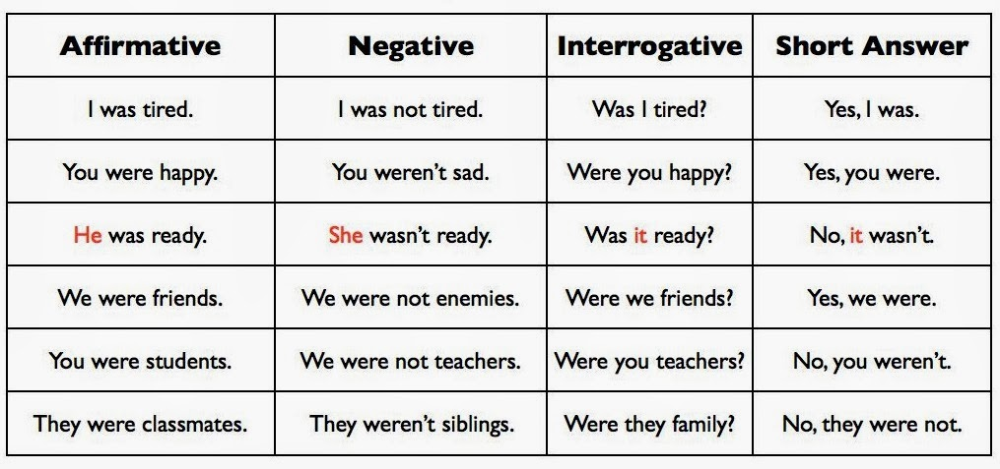 Affirmative Negative Interrogative Short Answer
I was tired. I was not tired. Was I tired? Yes, I was.
You were happy. You weren't sad. Were you happy? Yes, you were.
He was ready. She wasn't ready. Was it ready? No, it wasn't.
We were friends. We were not enemies. Were we friends? Yes, we were.
You were students. We were not teachers. Were you teachers? No, you weren't.
They were classmates. They weren't siblings. Were they family? No, they were not.